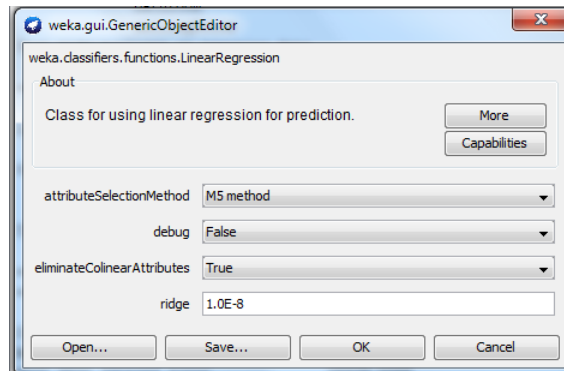 weka.gui.GenericObjectEditor
weka.classifiers.functions.LinearRegression
About
Class for using linear regression for prediction.
More
Capabilities
attributeSelectionMethod M5 method
debug False
eliminateColinearAttributes True
ridge 1.0E-8
Open... Save... OK Cancel